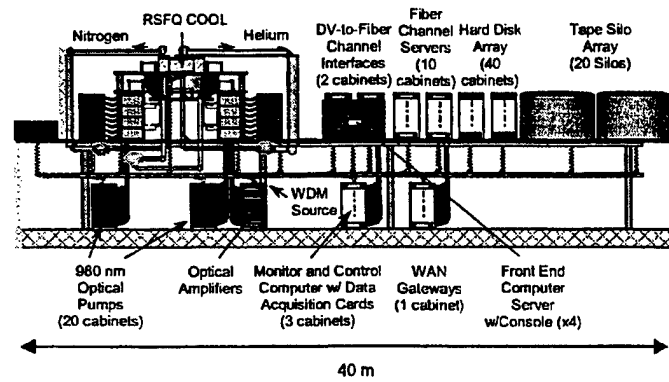 RSFQ COOL
Nitrogen
Helium
DV-to-Fiber
Channel
Interfaces
(2 cabinets)
Fiber
Channel
Servers
(10
cabinets)
Hard Disk
Array
(40
cabinets)
Tape Silo
Array
(20 Silos)
WDM
Source
980 nm
Optical
Pumps
(20 cabinets)
Optical
Amplifiers
Monitor and Control
Computer w/ Data
Acquisition Cards
(3 cabinets)
WAN
Gateways
(1 cabinet)
Front End
Computer
Server
w/Console (x4)
40 m